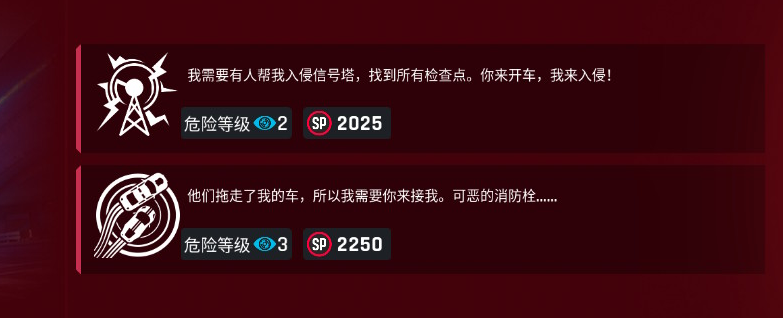 我需要有人帮我入侵信号塔，找到所有检查点。你来开车，我来入侵！
危险等级 2 SP 2025
他们拖走了我的车，所以我需要你来接我。可恶的消防栓......
危险等级 3 SP 2250